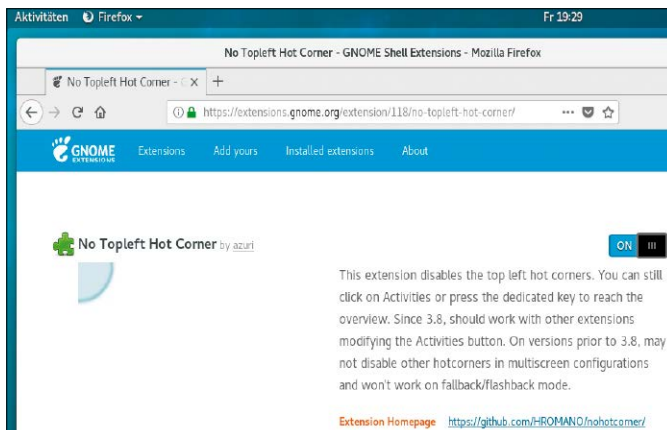 Aktivitäten Firefox Fr 19:29
No Topleft Hot Corner - GNOME Shell Extensions - Mozilla Firefox
No Topleft Hot Corner -
https://extensions.gnome.org/extension/118/no-topleft-hot-corner/
GNOME EXTENSIONS Extensions Add yours Installed extensions About
No Topleft Hot Corner by azuri ON
This extension disables the top left hot corners. You can still
click on Activities or press the dedicated key to reach the
overview. Since 3.8, should work with other extensions
modifying the Activities button. On versions prior to 3.8, may
not disable other hotcorners in multiscreen configurations
and won't work on fallback/flashback mode.
Extension Homepage https://github.com/HROMANO/nohotcorner/